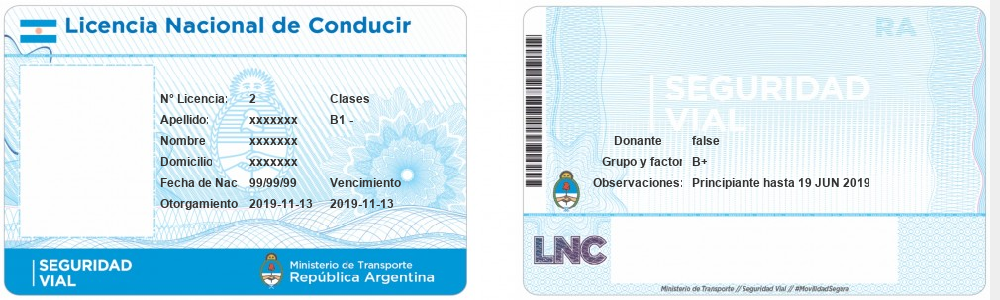 Licencia Nacional de Conducir
N° Licencia: 2 Clases
Apellido: xxxxxxx B1 -
Nombre xxxxxxx
Domicilio xxxxxxx
Fecha de Nac 99/99/99 Vencimiento
Otorgamiento 2019-11-13 2019-11-13
SEGURIDAD
VIAL
Ministerio de Transporte
República Argentina
RA
SEGURIDAD
VIAL
Donante false
Grupo y factor B+
Observaciones: Principiante hasta 19 JUN 2019
LNC
Ministerio de Transporte // Seguridad Vial // #MovilidadSegura